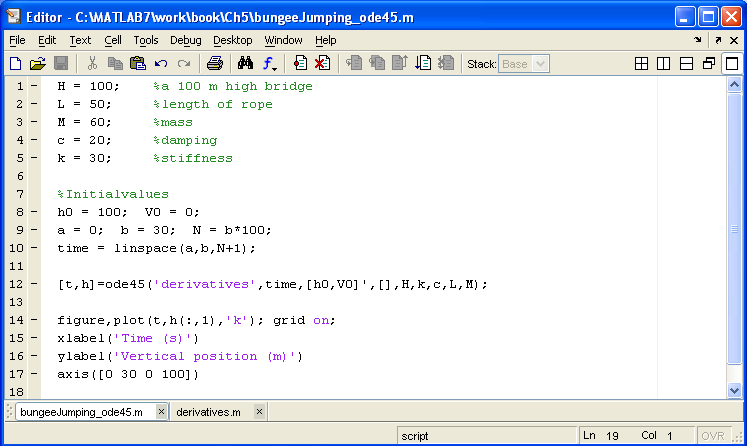 Editor - C:\MATLAB7\work\book\Ch5\bungeeJumping_ode45.m
File Edit Text Cell Tools Debug Desktop Window Help
Stack: Base
1 - H = 100; %a 100 m high bridge
2 - L = 50; %length of rope
3 - M = 60; %mass
4 - c = 20; %damping
5 - k = 30; %stiffness
6
7 %Initialvalues
8 - h0 = 100; V0 = 0;
9 - a = 0; b = 30; N = b*100;
10 - time = linspace(a,b,N+1);
11
12 - [t,h]=ode45('derivatives',time,[h0,V0]',[],H,k,c,L,M);
13
14 - figure,plot(t,h(:,1),'k'); grid on;
15 - xlabel('Time (s)')
16 - ylabel('Vertical position (m)')
17 - axis([0 30 0 100])
18
bungeeJumping_ode45.m derivatives.m
script Ln 19 Col 1 OVR